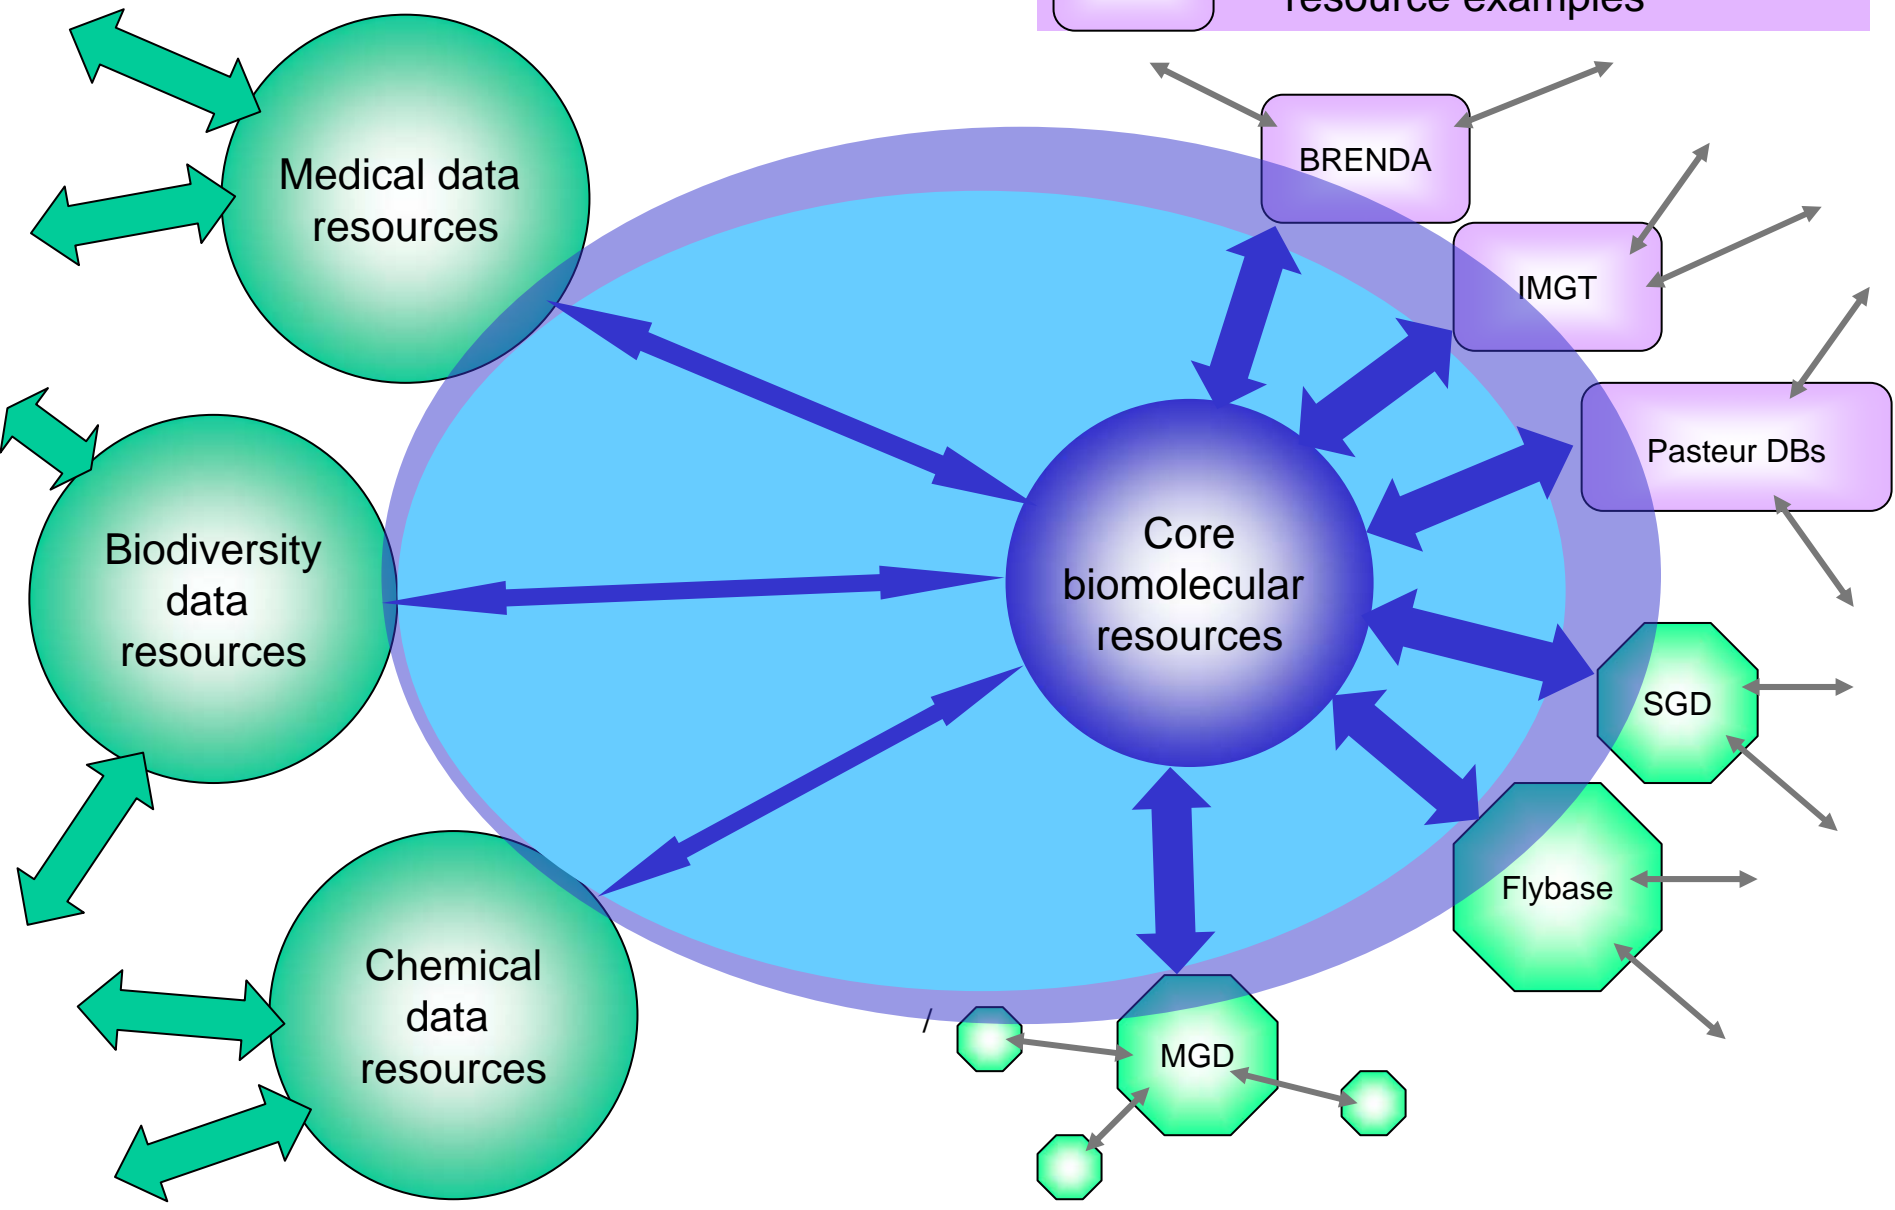 resource examples
BRENDA
Medical data
resources
IMGT
Pasteur DBs
Core
biomolecular
resources
Biodiversity
data
resources
SGD
Flybase
Chemical
data
resources
/
MGD